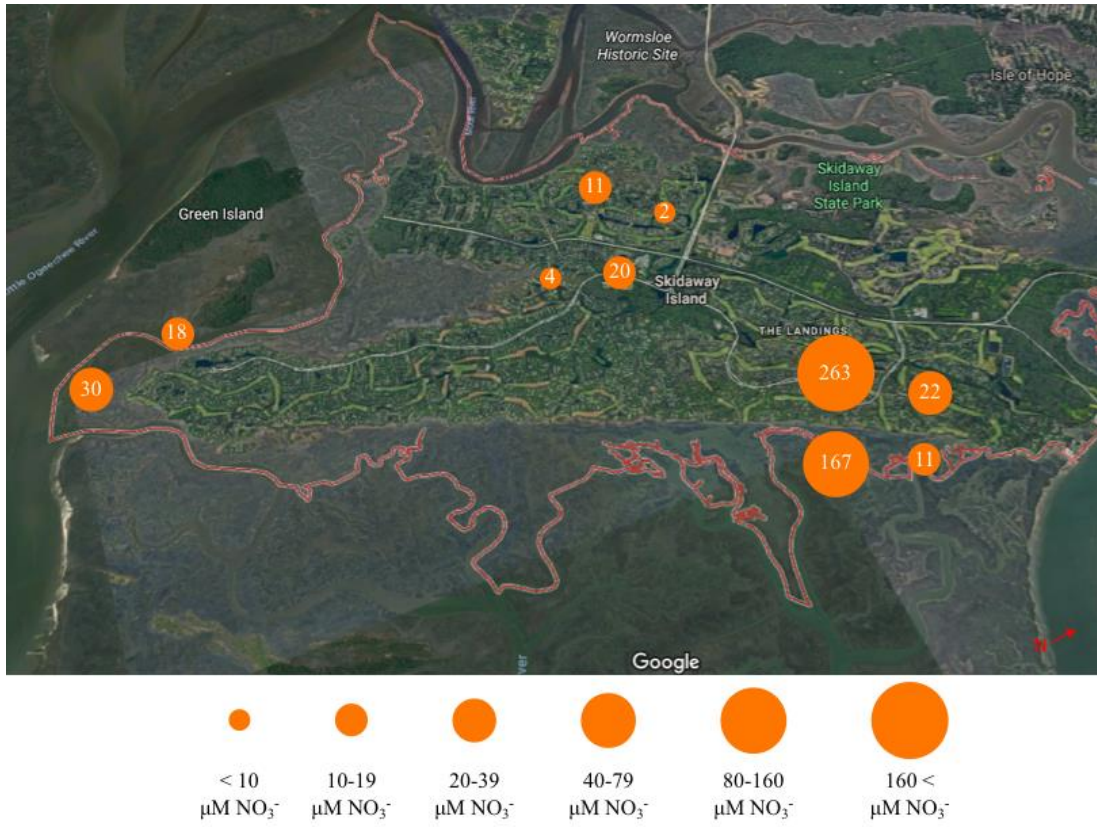 Wormsloe
Historic Site
Isle of Hope
Skidaway
Island
State Park
Green Island
11
2
4
20
Skidaway
Island
18
THE LANDINGS
30
263
22
167
11
N
Google
< 10
μM NO₃⁻
10-19
μM NO₃⁻
20-39
μM NO₃⁻
40-79
μM NO₃⁻
80-160
μM NO₃⁻
160 <
μM NO₃⁻